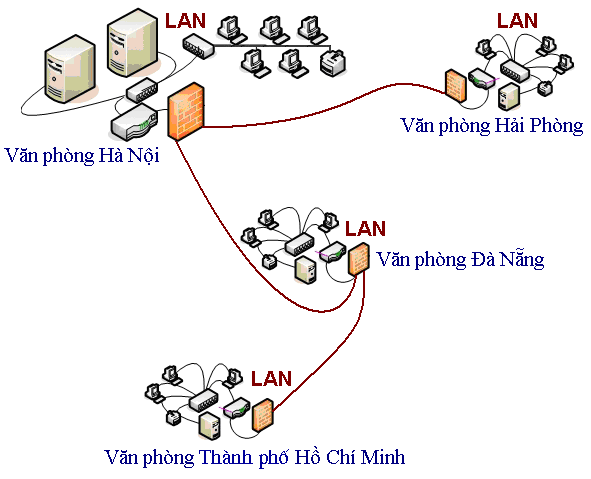 LAN
LAN
Văn phòng Hải Phòng
Văn phòng Hà Nội
LAN
Văn phòng Đà Nẵng
LAN
Văn phòng Thành phố Hồ Chí Minh